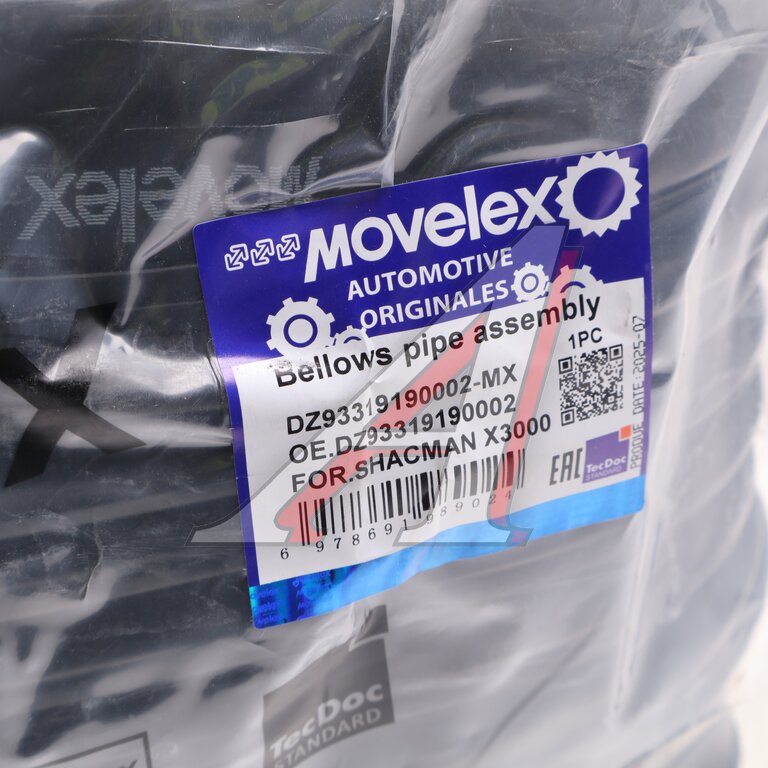 movelex
MOVELEX
AUTOMOTIVE
ORIGINALES
Bellows pipe assembly
1PC
DZ93319190002-MX
OE.DZ93319190002
FOR.SHACMAN X3000
EAC
TecDoc
STANDARD
PRODUE DATE:2025-07
6 978691 989024
TecDoc
STANDARD